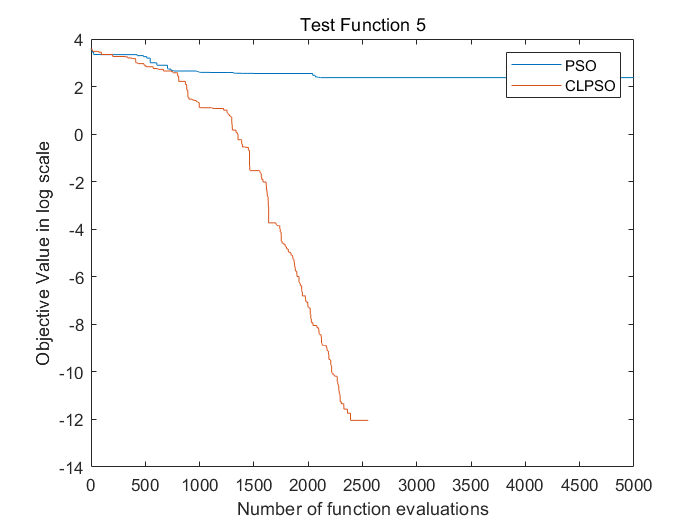 Test Function 5
Objective Value in log scale
4
2
0
-2
-4
-6
-8
-10
-12
-14
PSO
CLPSO
0 500 1000 1500 2000 2500 3000 3500 4000 4500 5000
Number of function evaluations